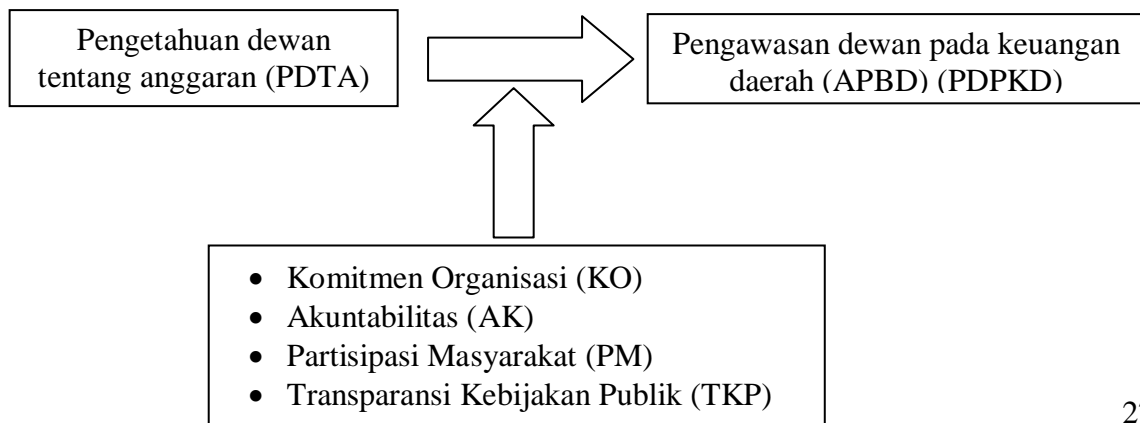 Pengetahuan dewan
tentang anggaran (PDTA)
Pengawasan dewan pada keuangan
daerah (APBD) (PDPKD)
• Komitmen Organisasi (KO)
• Akuntabilitas (AK)
• Partisipasi Masyarakat (PM)
• Transparansi Kebijakan Publik (TKP)